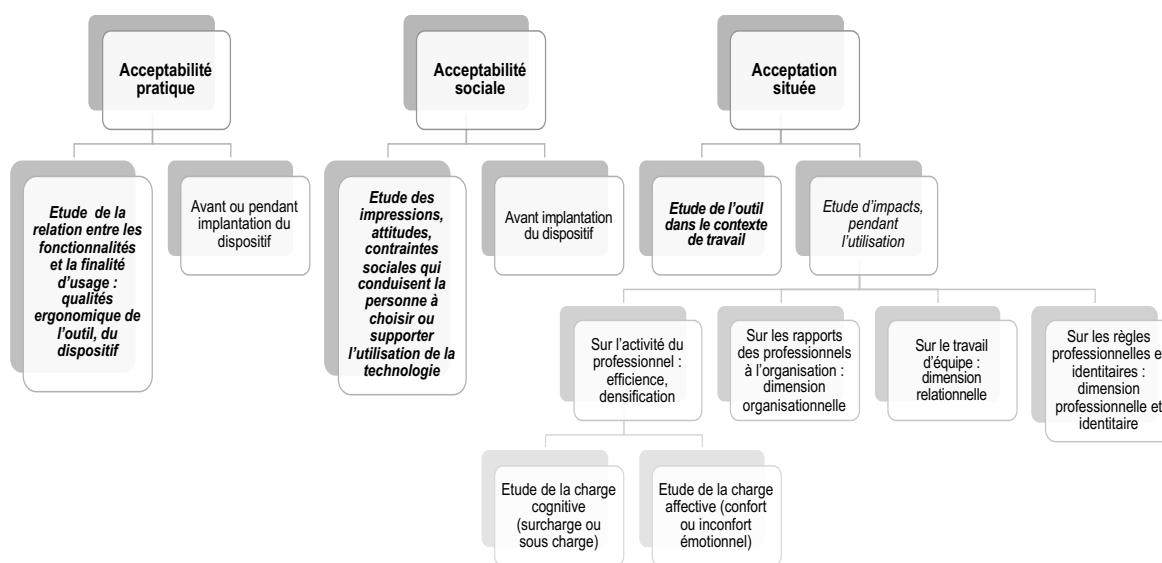 Acceptabilité
pratique
Acceptabilité
sociale
Acceptation
située
Etude de la
relation entre les
fonctionnalités
et la finalité
d’usage :
qualités
ergonomique de
l’outil, du
dispositif
Avant ou pendant
implantation du
dispositif
Etude des
impressions,
attitudes,
contraintes
sociales qui
conduisent la
personne à
choisir ou
supporter
l’utilisation de la
technologie
Avant implantation
du dispositif
Etude de l’outil
dans le contexte
de travail
Etude d’impacts,
pendant
l’utilisation
Sur l’activité du
professionnel :
efficience,
densification
Sur les rapports
des professionnels
à l’organisation :
dimension
organisationnelle
Sur le travail
d’équipe :
dimension
relationnelle
Sur les règles
professionnelles e
identitaires :
dimension
professionnelle et
identitaire
Etude de la charge
cognitive
(surcharge ou
sous charge)
Etude de la charge
affective (confort
ou inconfort
émotionnel)